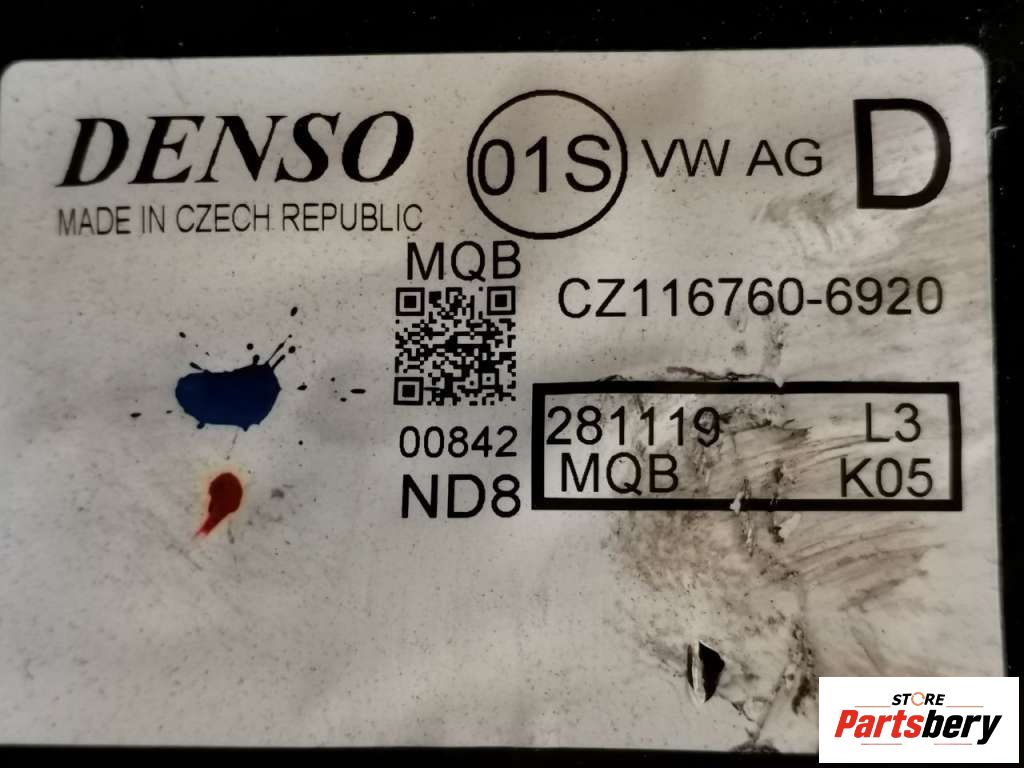 DENSO
01S VW AG D
MADE IN CZECH REPUBLIC
MQB
CZ116760-6920
00842
ND8
281119 L3
MQB K05
STORE
Partsbery